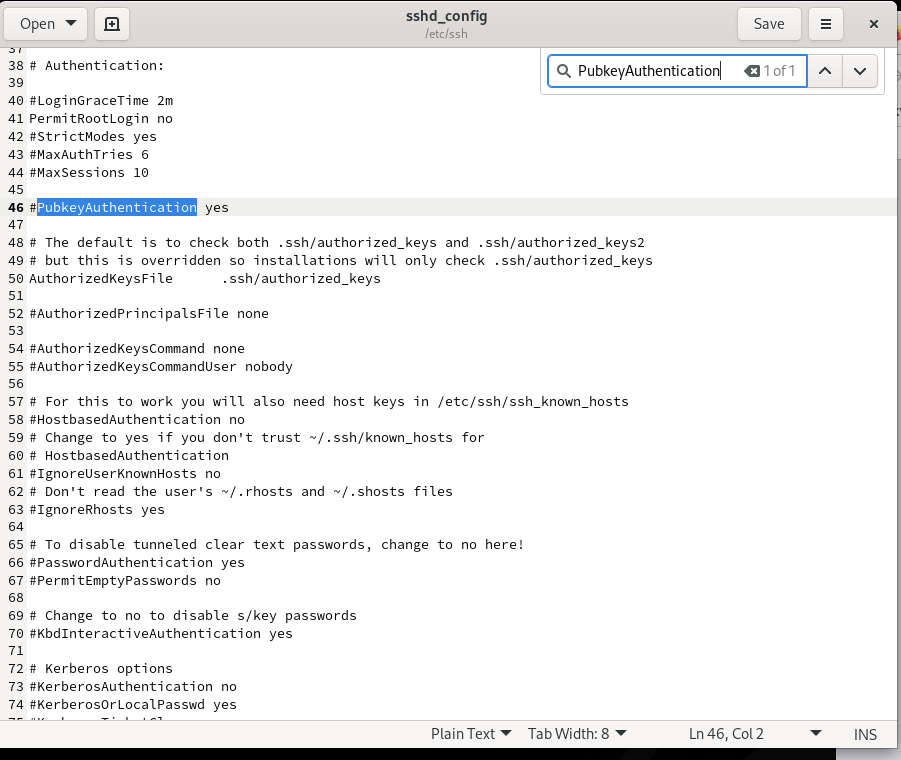 Open
sshd_config
/etc/ssh
Save
PubkeyAuthentication
1 of 1
37
38 # Authentication:
39
40 #LoginGraceTime 2m
41 PermitRootLogin no
42 #StrictModes yes
43 #MaxAuthTries 6
44 #MaxSessions 10
45
46 #PubkeyAuthentication yes
47
48 # The default is to check both .ssh/authorized_keys and .ssh/authorized_keys2
49 # but this is overridden so installations will only check .ssh/authorized_keys
50 AuthorizedKeysFile      .ssh/authorized_keys
51
52 #AuthorizedPrincipalsFile none
53
54 #AuthorizedKeysCommand none
55 #AuthorizedKeysCommandUser nobody
56
57 # For this to work you will also need host keys in /etc/ssh/ssh_known_hosts
58 #HostbasedAuthentication no
59 # Change to yes if you don't trust ~/.ssh/known_hosts for
60 # HostbasedAuthentication
61 #IgnoreUserKnownHosts no
62 # Don't read the user's ~/.rhosts and ~/.shosts files
63 #IgnoreRhosts yes
64
65 # To disable tunneled clear text passwords, change to no here!
66 #PasswordAuthentication yes
67 #PermitEmptyPasswords no
68
69 # Change to no to disable s/key passwords
70 #KbdInteractiveAuthentication yes
71
72 # Kerberos options
73 #KerberosAuthentication no
74 #KerberosOrLocalPasswd yes
Plain Text
Tab Width: 8
Ln 46, Col 2
INS